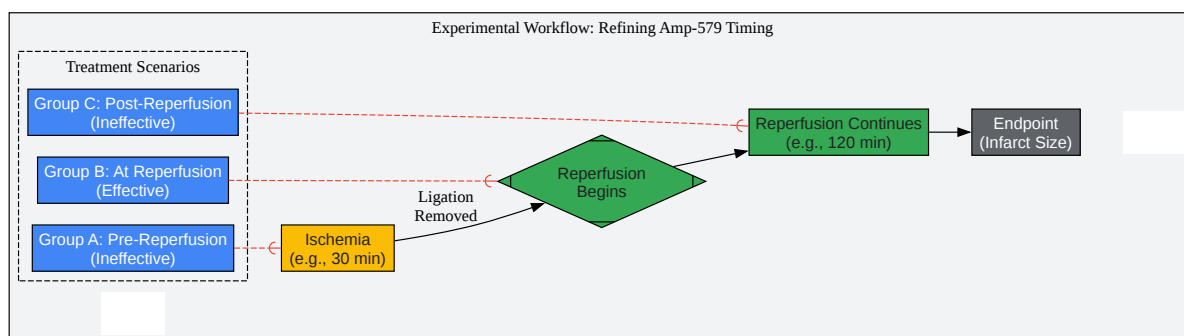 Experimental Workflow: Refining Amp-579 Timing
Treatment Scenarios
Group C: Post-Reperfusion
(Ineffective)
Group B: At Reperfusion
(Effective)
Group A: Pre-Reperfusion
(Ineffective)
Ischemia
(e.g., 30 min)
Ligation
Removed
Reperfusion
Begins
Reperfusion Continues
(e.g., 120 min)
Endpoint
(Infarct Size)